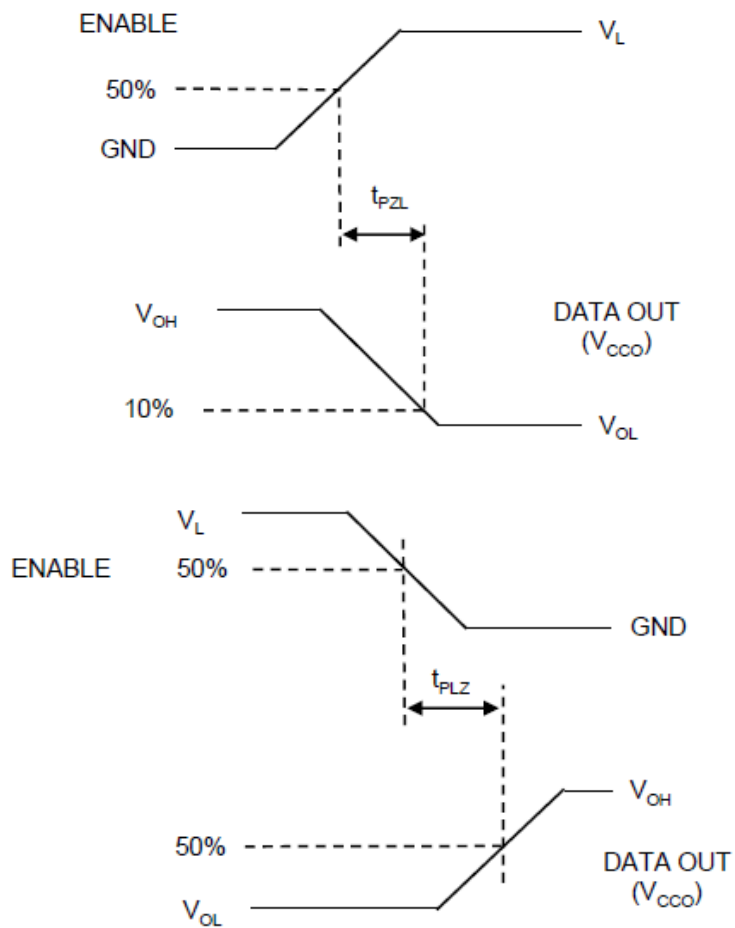 ENABLE
V_L
50%
GND
t_PZL
V_OH
DATA OUT
(V_CCO)
10%
V_OL
V_L
ENABLE 50%
GND
t_PLZ
V_OH
50%
DATA OUT
(V_CCO)
V_OL